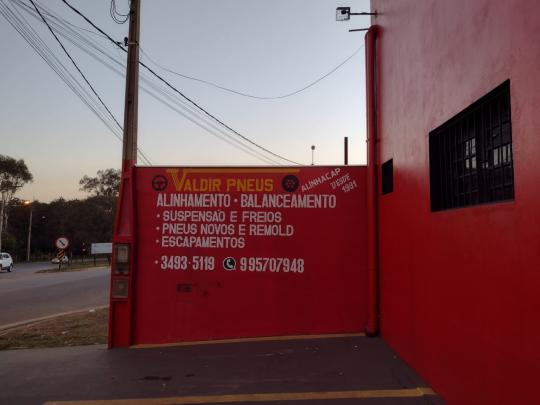 VALDIR PNEUS
ALINHACAP
DESDE
1991
ALINHAMENTO • BALANCEAMENTO
• SUSPENSÃO E FREIOS
• PNEUS NOVOS E REMOLD
• ESCAPAMENTOS
• 3493-5119 995707948